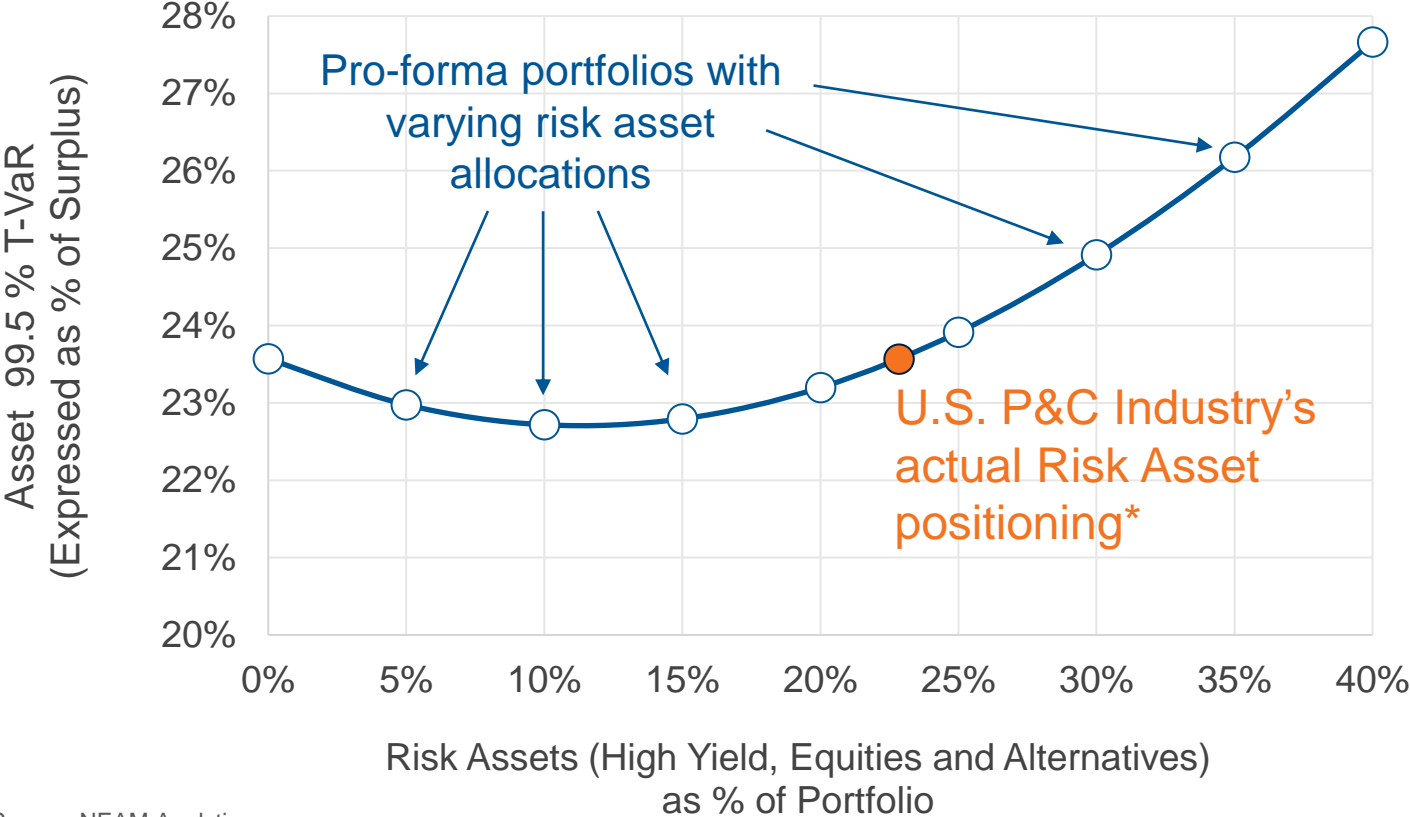 28%
27%
26%
25%
24%
23%
22%
21%
20%
Asset 99.5 % T-VaR
(Expressed as % of Surplus)
Pro-forma portfolios with
varying risk asset
allocations
U.S. P&C Industry's
actual Risk Asset
positioning*
0% 5% 10% 15% 20% 25% 30% 35% 40%
Risk Assets (High Yield, Equities and Alternatives)
as % of Portfolio